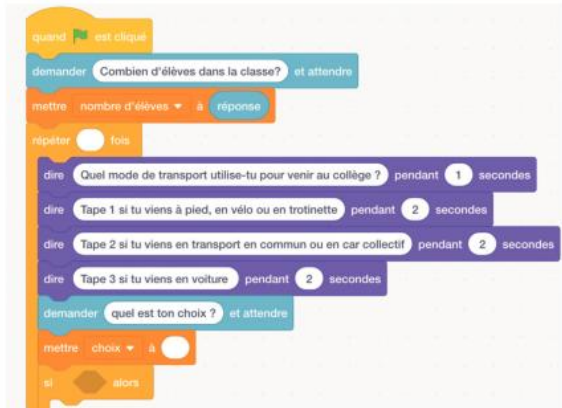 quand est cliqué
demander Combien d'élèves dans la classe? et attendre
mettre nombre d'élèves à réponse
répéter fois
dire Quel mode de transport utilise-tu pour venir au collège ? pendant 1 secondes
dire Tape 1 si tu viens à pied, en vélo ou en trotinette pendant 2 secondes
dire Tape 2 si tu viens en transport en commun ou en car collectif pendant 2 secondes
dire Tape 3 si tu viens en voiture pendant 2 secondes
demander quel est ton choix ? et attendre
mettre choix à
si alors